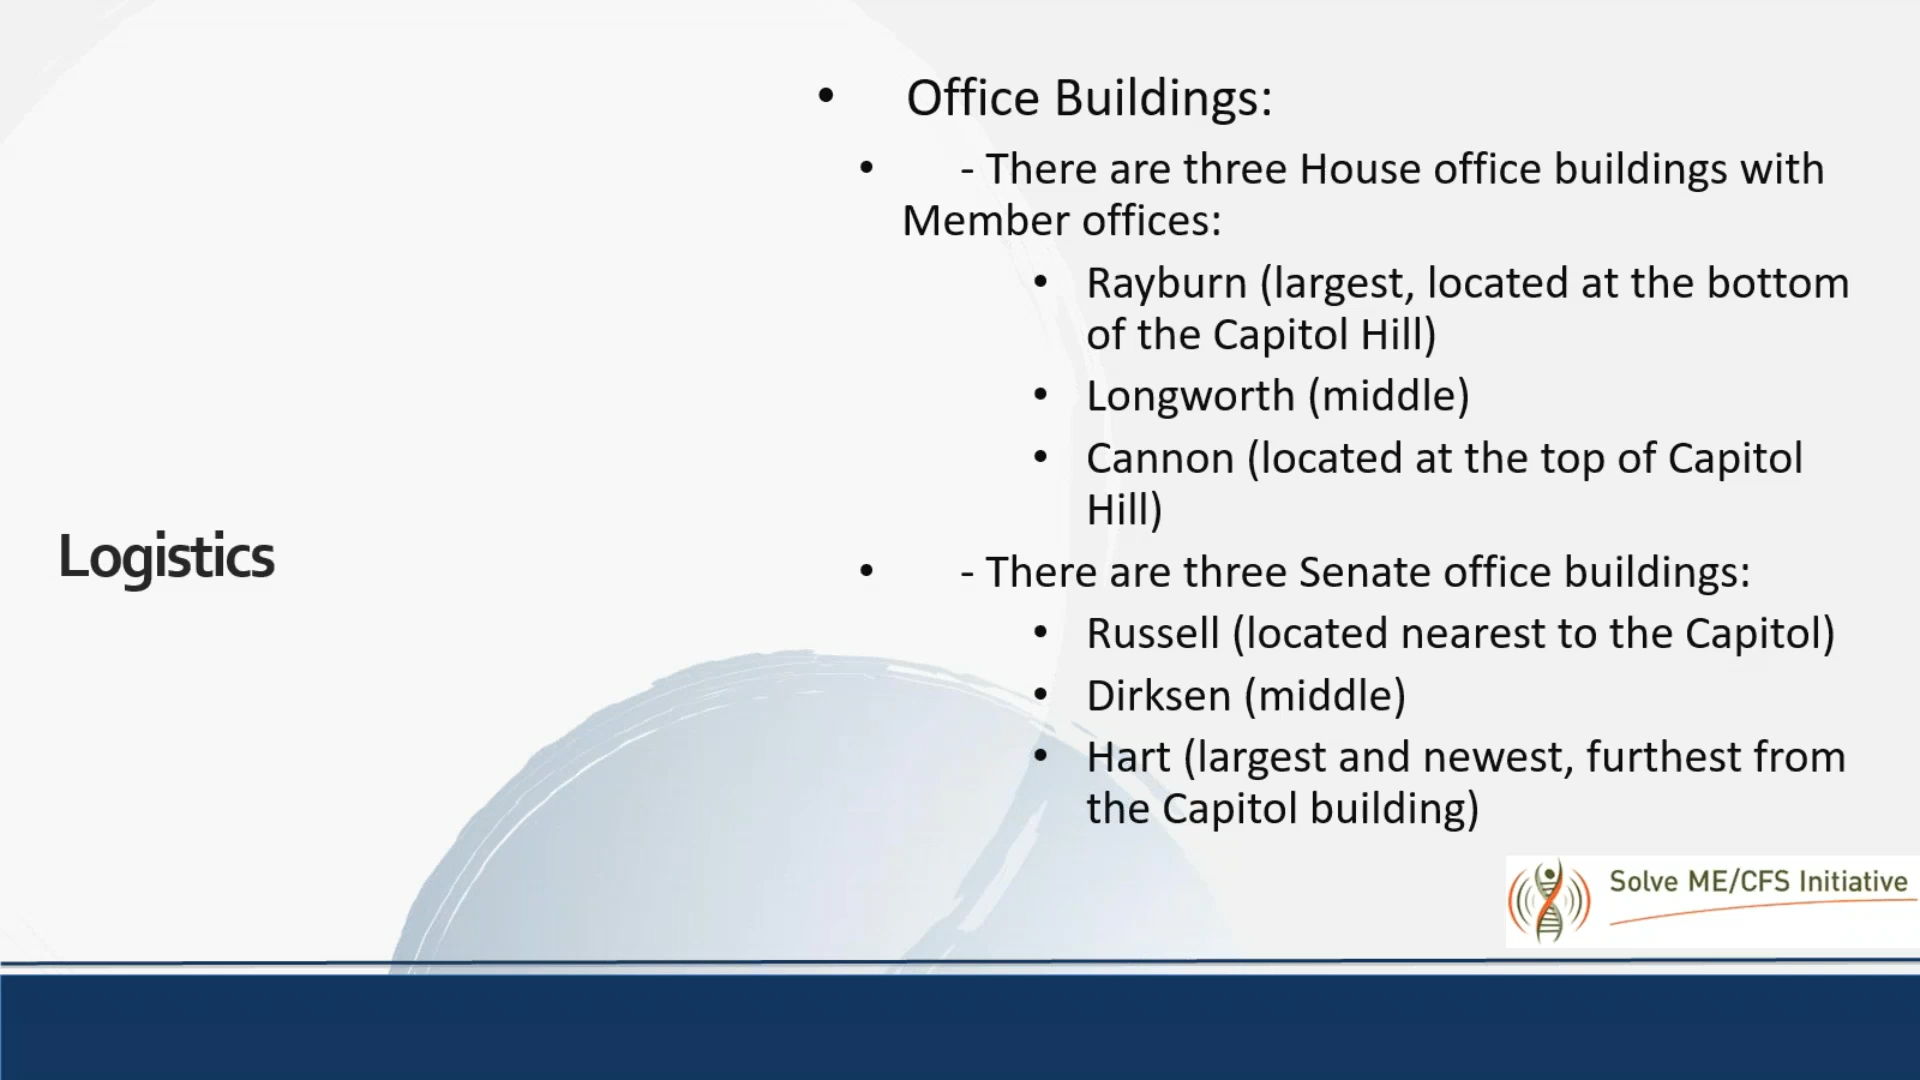 Logistics
• Office Buildings:
• - There are three House office buildings with
Member offices:
• Rayburn (largest, located at the bottom
of the Capitol Hill)
• Longworth (middle)
• Cannon (located at the top of Capitol
Hill)
• - There are three Senate office buildings:
• Russell (located nearest to the Capitol)
• Dirksen (middle)
• Hart (largest and newest, furthest from
the Capitol building)
Solve ME/CFS Initiative